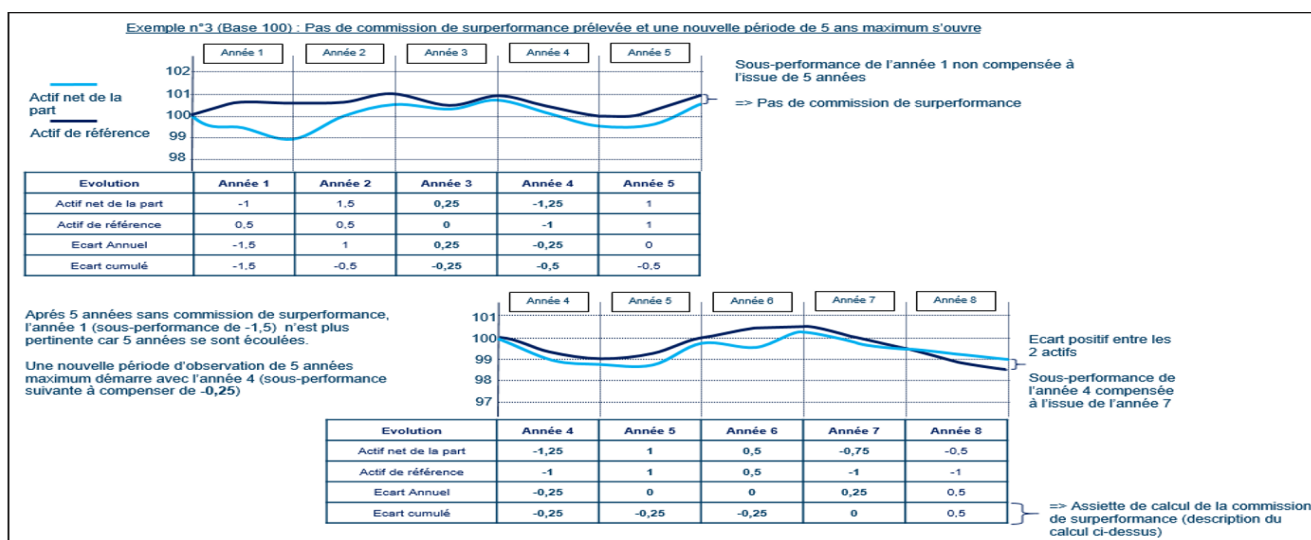 Exemple n°3 (Base 100) : Pas de commission de surperformance prélevée et une nouvelle période de 5 ans maximum s'ouvre
Année 1 Année 2 Année 3 Année 4 Année 5
102
101
100
99
98
Actif net de la
part
Actif de référence
Sous-performance de l'année 1 non compensée à
l'issue de 5 années
=> Pas de commission de surperformance
Evolution Année 1 Année 2 Année 3 Année 4 Année 5
Actif net de la part -1 1,5 0,25 -1,25 1
Actif de référence 0,5 0,5 0 -1 1
Ecart Annuel -1,5 1 0,25 -0,25 0
Ecart cumulé -1,5 -0,5 -0,25 -0,5 -0,5
Aprés 5 années sans commission de surperformance,
l'année 1 (sous-performance de -1,5) n'est plus
pertinente car 5 années se sont écoulées.
Une nouvelle période d'observation de 5 années
maximum démarre avec l'année 4 (sous-performance
suivante à compenser de -0,25)
Année 4 Année 5 Année 6 Année 7 Année 8
101
100
99
98
97
Ecart positif entre les
2 actifs
Sous-performance de
l'année 4 compensée
à l'issue de l'année 7
Evolution Année 4 Année 5 Année 6 Année 7 Année 8
Actif net de la part -1,25 1 0,5 -0,75 -0,5
Actif de référence -1 1 0,5 -1 -1
Ecart Annuel -0,25 0 0 0,25 0,5
Ecart cumulé -0,25 -0,25 -0,25 0 0,5
=> Assiette de calcul de la commission
de surperformance (description du
calcul ci-dessus)